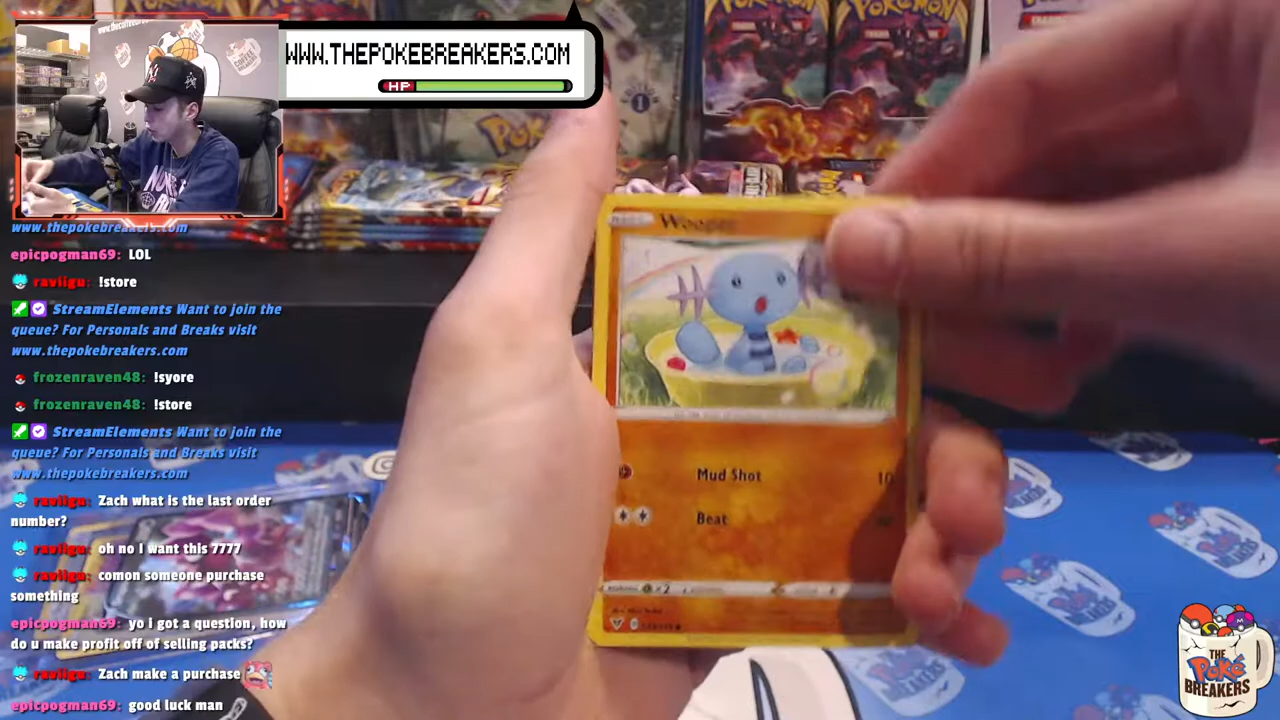 WWW.THEPOKEBREAKERS.COM
HP
www.thepokebreakers.com
epicpogman69: LOL
raviigu: !store
StreamElements Want to join the
queue? For Personals and Breaks visit
www.thepokebreakers.com
frozenraven48: !syore
frozenraven48: !store
StreamElements Want to join the
queue? For Personals and Breaks visit
www.thepokebreakers.com
raviigu: Zach what is the last order
number?
raviigu: oh no I want this 7777
raviigu: comon someone purchase
something
epicpogman69: yo i got a question, how
do u make profit off of selling packs?
raviigu: Zach make a purchase
epicpogman69: good luck man
Wooper
Mud Shot 10
Beat
×2
THE
POKÉ
BREAKERS